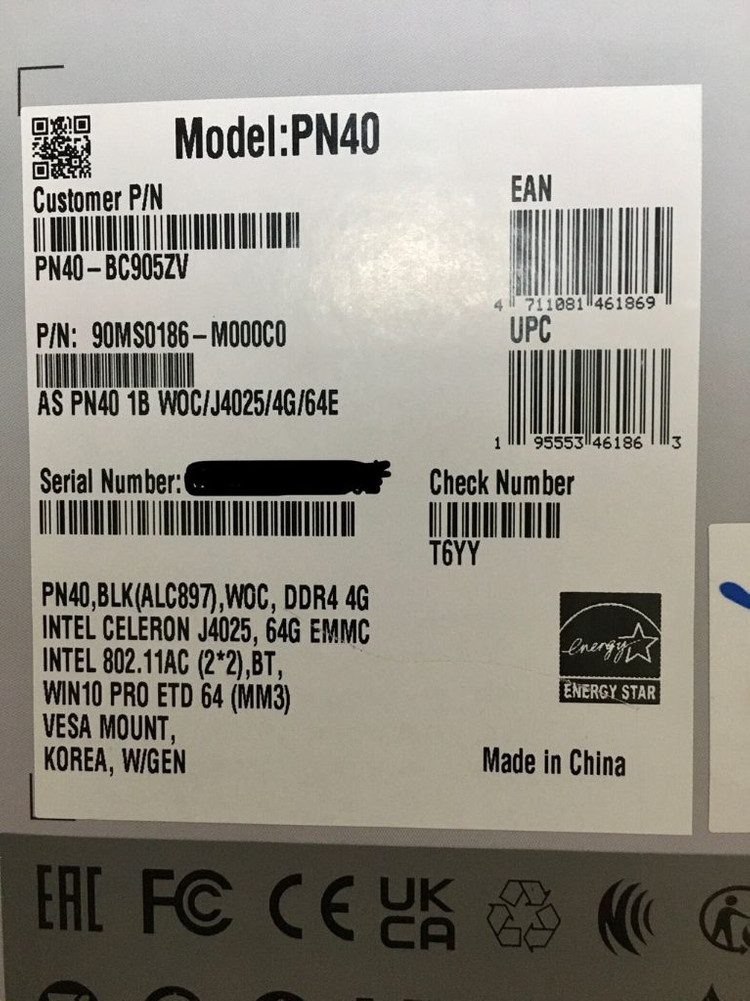 Model:PN40
Customer P/N
PN40-BC905ZV
EAN
4 711081 461869
P/N: 90MS0186-M000C0
UPC
AS PN40 1B WOC/J4025/4G/64E
1 95553 46186 3
Serial Number:
Check Number
T6YY
PN40,BLK(ALC897),WOC, DDR4 4G
INTEL CELERON J4025, 64G EMMC
INTEL 802.11AC (2*2),BT,
WIN10 PRO ETD 64 (MM3)
VESA MOUNT,
KOREA, W/GEN
energy
ENERGY STAR
Made in China
EAC FC CE UK
CA